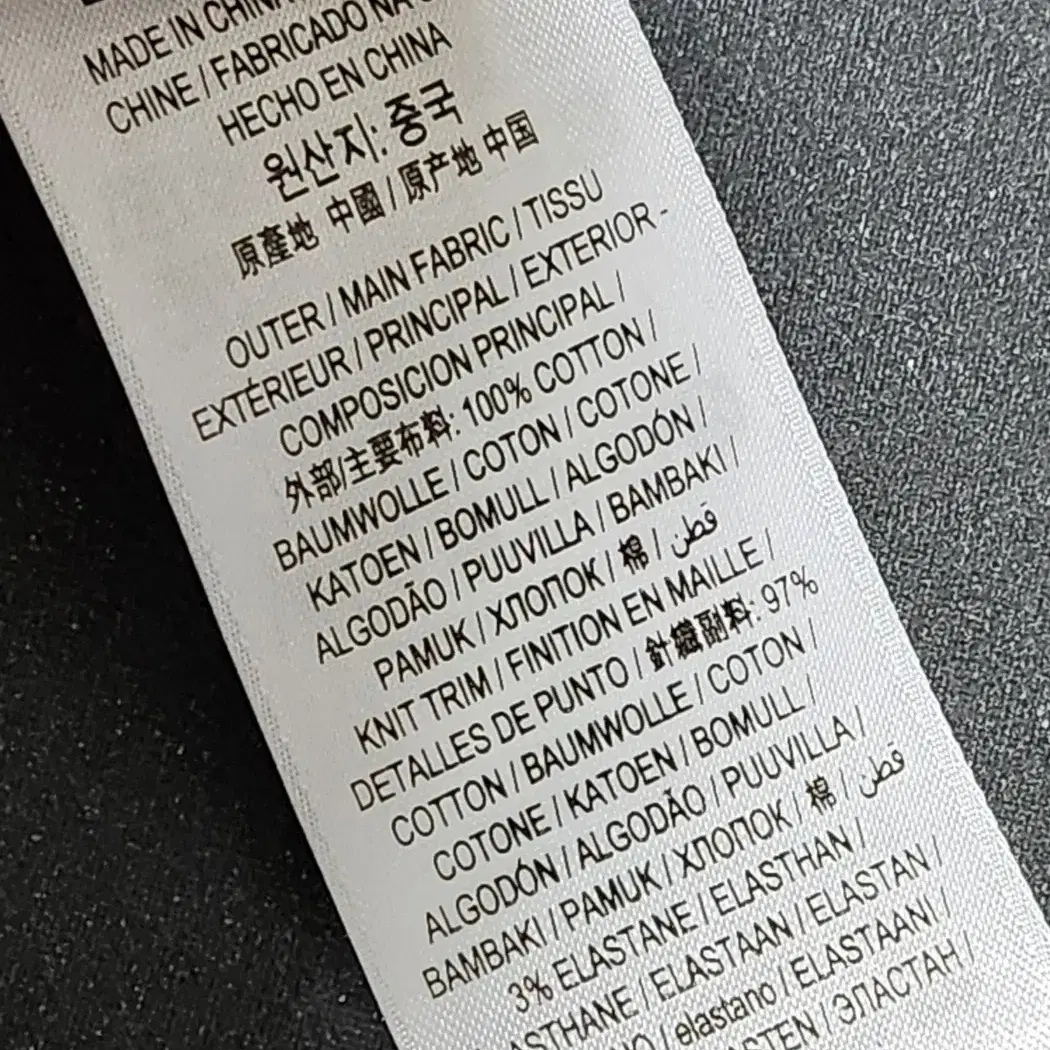 MADE IN CHINA
CHINE / FABRICADO NA
HECHO EN CHINA
원산지: 중국
原產地 中國 / 原产地 中国
OUTER / MAIN FABRIC / TISSU
EXTÉRIEUR / PRINCIPAL / EXTERIOR -
COMPOSICION PRINCIPAL /
外部/主要布料: 100% COTTON /
BAUMWOLLE / COTON / COTONE /
KATOEN / BOMULL / ALGODÓN /
ALGODÃO / PUUVILLA / BAMBAKI /
PAMUK / ХЛОПОК / 棉 / قطن
KNIT TRIM / FINITION EN MAILLE /
DETALLES DE PUNTO / 針織副料: 97%
COTTON / BAUMWOLLE / COTON /
COTONE / KATOEN / BOMULL /
ALGODÓN / ALGODÃO / PUUVILLA /
BAMBAKI / PAMUK / ХЛОПОК / 棉 / قطن
3% ELASTANE / ELASTHAN /
ASTHANE / ELASTAAN / ELASTAN /
NO / elastano / ELASTAANI /
STEN / ЭЛАСТАН /